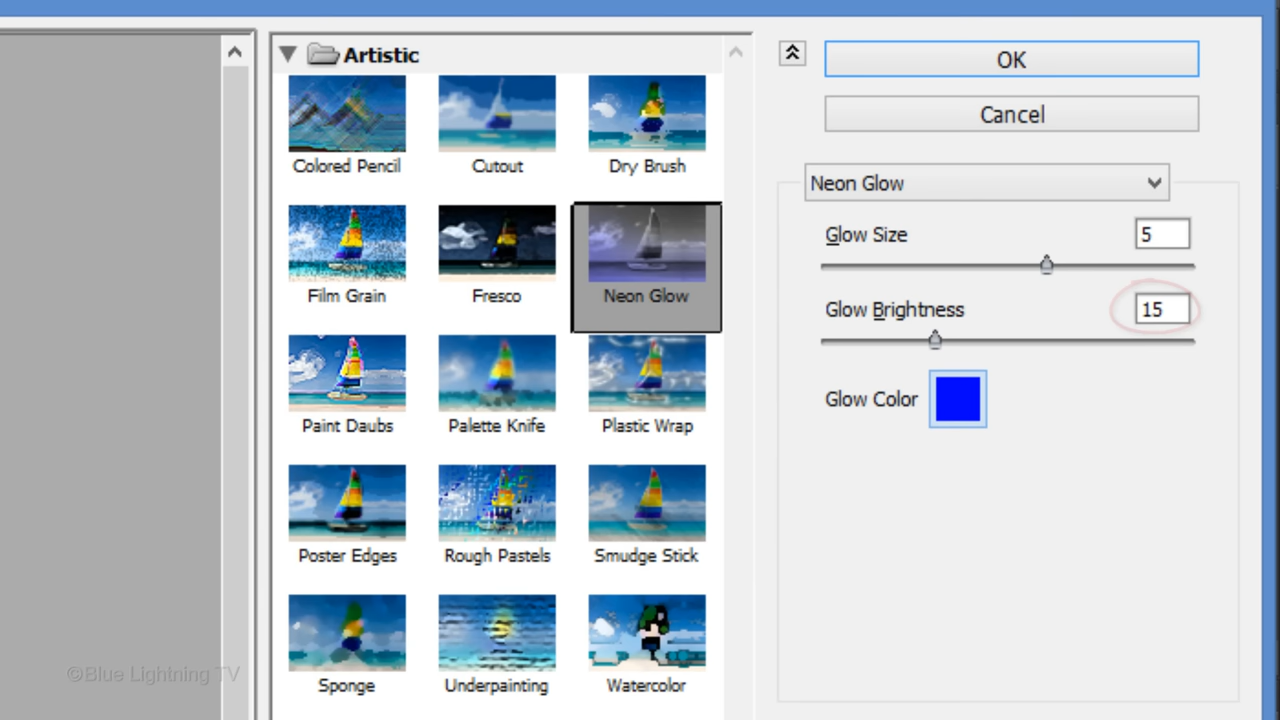 Artistic
Colored Pencil
Cutout
Dry Brush
Film Grain
Fresco
Neon Glow
Paint Daubs
Palette Knife
Plastic Wrap
Poster Edges
Rough Pastels
Smudge Stick
Sponge
Underpainting
Watercolor
OK
Cancel
Neon Glow
Glow Size 5
Glow Brightness 15
Glow Color
©Blue Lightning TV